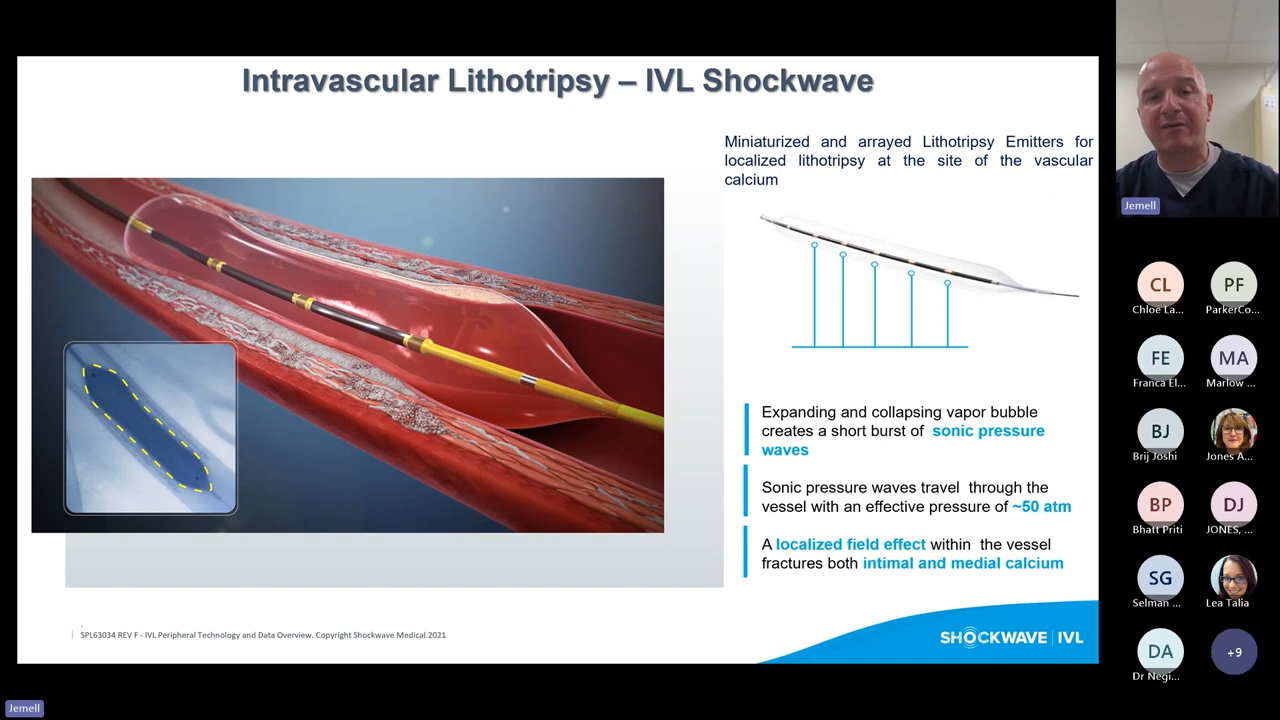 Intravascular Lithotripsy – IVL Shockwave
Miniaturized and arrayed Lithotripsy Emitters for
localized lithotripsy at the site of the vascular
calcium
Expanding and collapsing vapor bubble
creates a short burst of sonic pressure
waves
Sonic pressure waves travel through the
vessel with an effective pressure of ~50 atm
A localized field effect within the vessel
fractures both intimal and medial calcium
SPL63034 REV F - IVL Peripheral Technology and Data Overview. Copyright Shockwave Medical.2021
SHOCKWAVE | IVL
Jemell
CL
PF
Chloe La...
ParkerCo...
FE
MA
Franca El...
Marlow ...
BJ
Brij Joshi
Jones A...
BP
DJ
Bhatt Priti
JONES, ...
SG
Selman ...
Lea Talia
DA
+9
Dr Negi...
Jemell